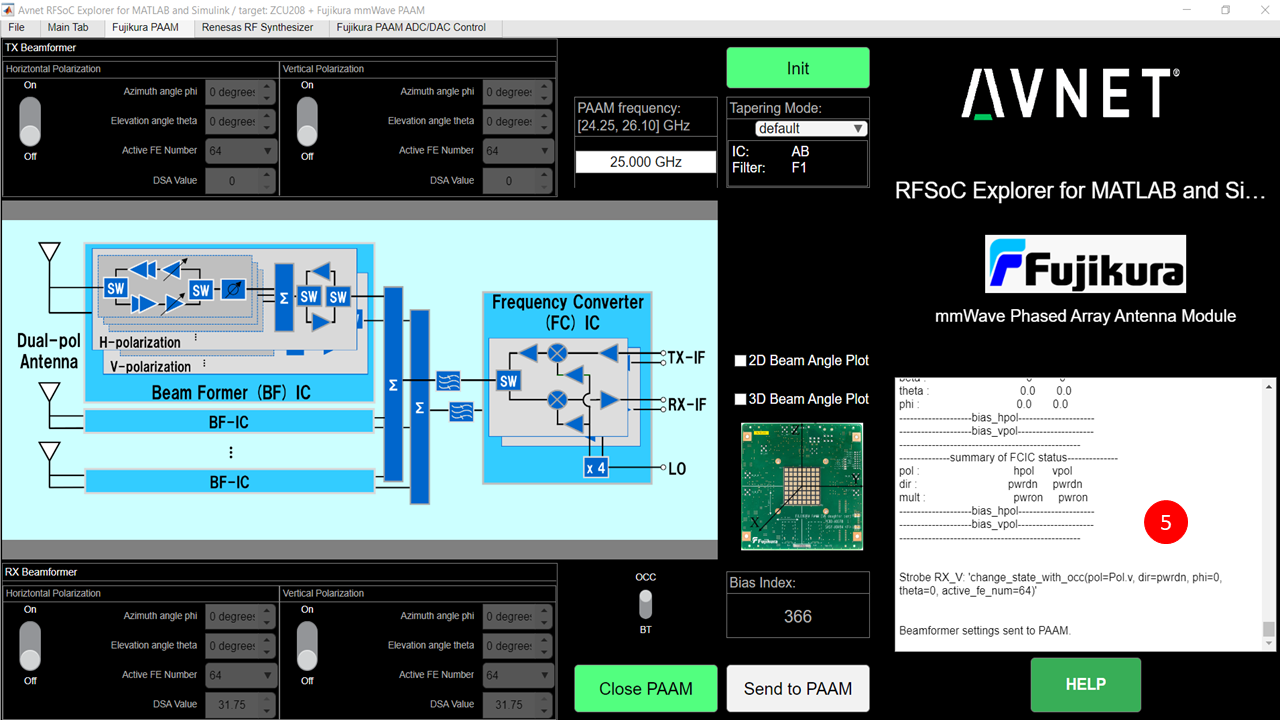 Avnet RFSoC Explorer for MATLAB and Simulink / target: ZCU208 + Fujikura mmWave PAAM
File Main Tab Fujikura PAAM Renesas RF Synthesizer Fujikura PAAM ADC/DAC Control
TX Beamformer
Horiztontal Polarization
On
Off
Azimuth angle phi 0 degrees
Elevation angle theta 0 degrees
Active FE Number 64
DSA Value 0
Vertical Polarization
On
Off
Azimuth angle phi 0 degrees
Elevation angle theta 0 degrees
Active FE Number 64
DSA Value 0
PAAM frequency:
[24.25, 26.10] GHz
25.000 GHz
Init
Tapering Mode:
default
IC: AB
Filter: F1
AVNET®
RFSoC Explorer for MATLAB and Si...
Fujikura
mmWave Phased Array Antenna Module
Dual-pol
Antenna
SW
SW
Σ
SW
SW
H-polarization
V-polarization
Beam Former (BF) IC
BF-IC
BF-IC
Σ
Σ
Frequency Converter
(FC) IC
SW
x 4
TX-IF
RX-IF
LO
2D Beam Angle Plot
3D Beam Angle Plot
X
Y
Fujikura
theta : 0.0 0.0
phi : 0.0 0.0
--------------------bias_hpol---------------------
--------------------bias_vpol---------------------
--------------------------------------------------
--------------summary of FCIC status--------------
pol : hpol vpol
dir : pwrdn pwrdn
mult : pwron pwron
--------------------bias_hpol---------------------
--------------------bias_vpol---------------------
--------------------------------------------------
5
Strobe RX_V: 'change_state_with_occ(pol=Pol.v, dir=pwrdn, phi=0,
theta=0, active_fe_num=64)'
Beamformer settings sent to PAAM.
RX Beamformer
Horiztontal Polarization
On
Off
Azimuth angle phi 0 degrees
Elevation angle theta 0 degrees
Active FE Number 64
DSA Value 31.75
Vertical Polarization
On
Off
Azimuth angle phi 0 degrees
Elevation angle theta 0 degrees
Active FE Number 64
DSA Value 31.75
OCC
BT
Bias Index:
366
Close PAAM
Send to PAAM
HELP